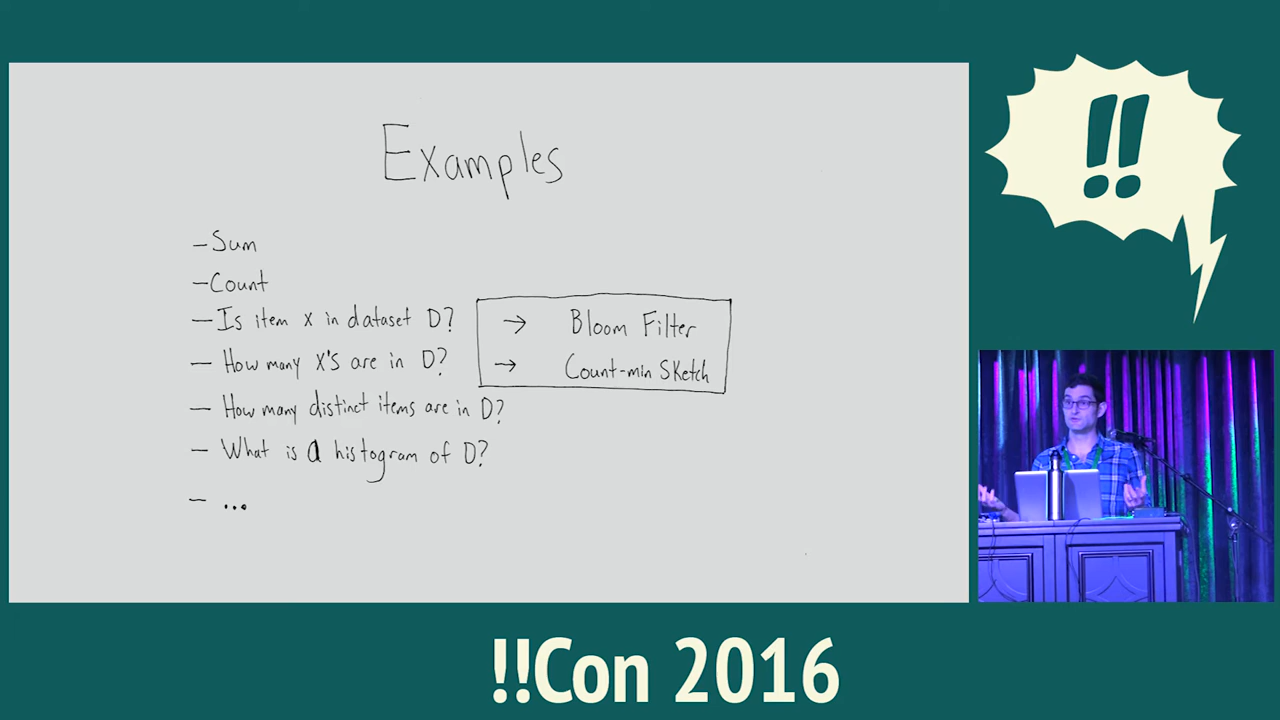 Examples
!!
- Sum
- Count
- Is item x in dataset D? → Bloom Filter
- How many x's are in D? → Count-min Sketch
- How many distinct items are in D?
- What is a histogram of D?
- ...
!!Con 2016